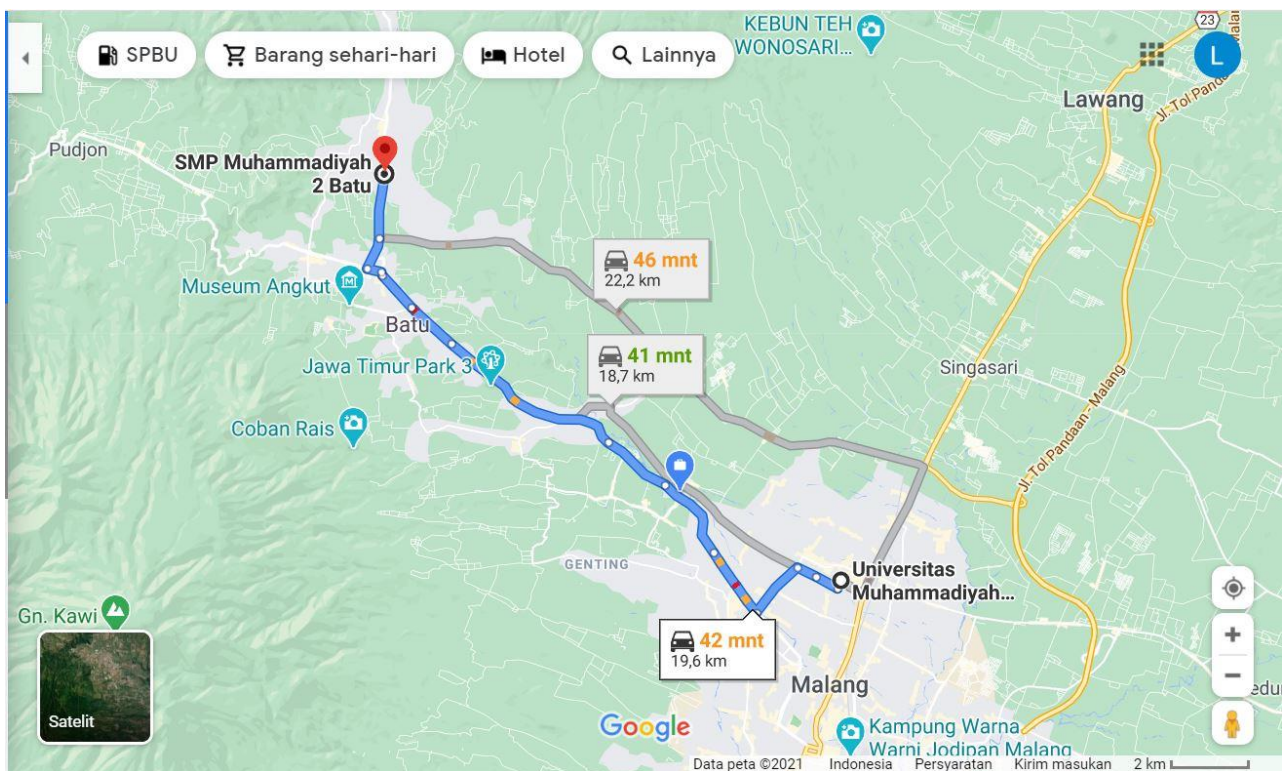 SPBU
Barang sehari-hari
Hotel
Lainnya
KEBUN TEH
WONOSARI...
23
L
Lawang
Jl. Tol Panda
Pudjon
SMP Muhammadiyah
2 Batu
46 mnt
22,2 km
Museum Angkut
Batu
41 mnt
18,7 km
Jawa Timur Park 3
Singasari
Coban Rais
Jl. Tol Pandaan - Malang
GENTING
Universitas
Muhammadiyah...
Gn. Kawi
42 mnt
19,6 km
Malang
Satelit
Google
Kampung Warna
Warni Jodipan Malang
Data peta ©2021 Indonesia Persyaratan Kirim masukan 2 km